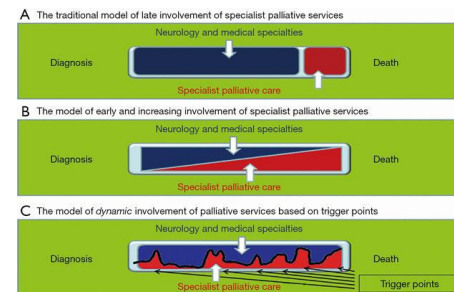 A The traditional model of late involvement of specialist palliative services
Neurology and medical specialties
Diagnosis
Death
Specialist palliative care
B The model of early and increasing involvement of specialist palliative services
Neurology and medical specialties
Diagnosis
Death
Specialist palliative care
C The model of dynamic involvement of palliative services based on trigger points
Neurology and medical specialties
Diagnosis
Death
Specialist palliative care
Trigger points